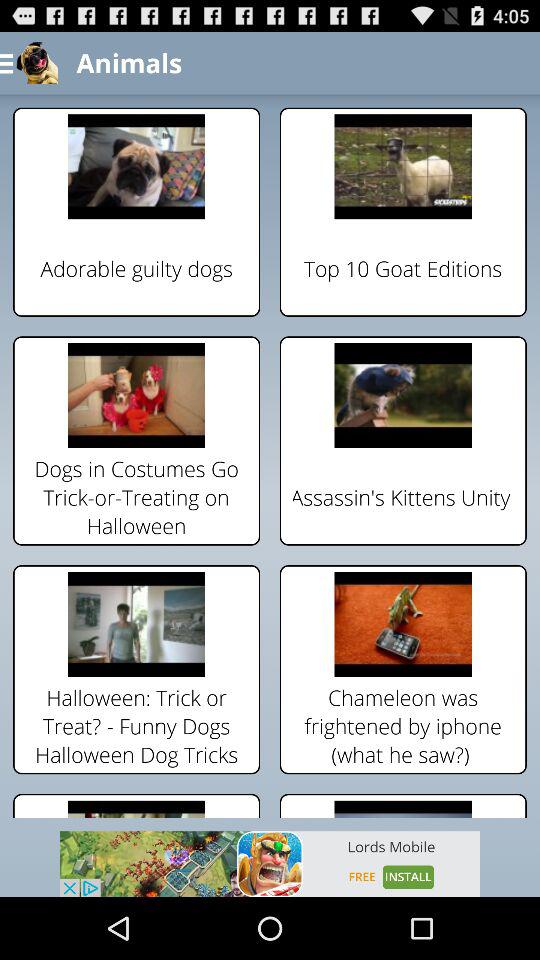 4:05
Animals
SICKESTVIDS
Adorable guilty dogs
Top 10 Goat Editions
Dogs in Costumes Go
Trick-or-Treating on
Halloween
Assassin's Kittens Unity
Halloween: Trick or
Treat? - Funny Dogs
Halloween Dog Tricks
Chameleon was
frightened by iphone
(what he saw?)
Lords Mobile
FREE INSTALL